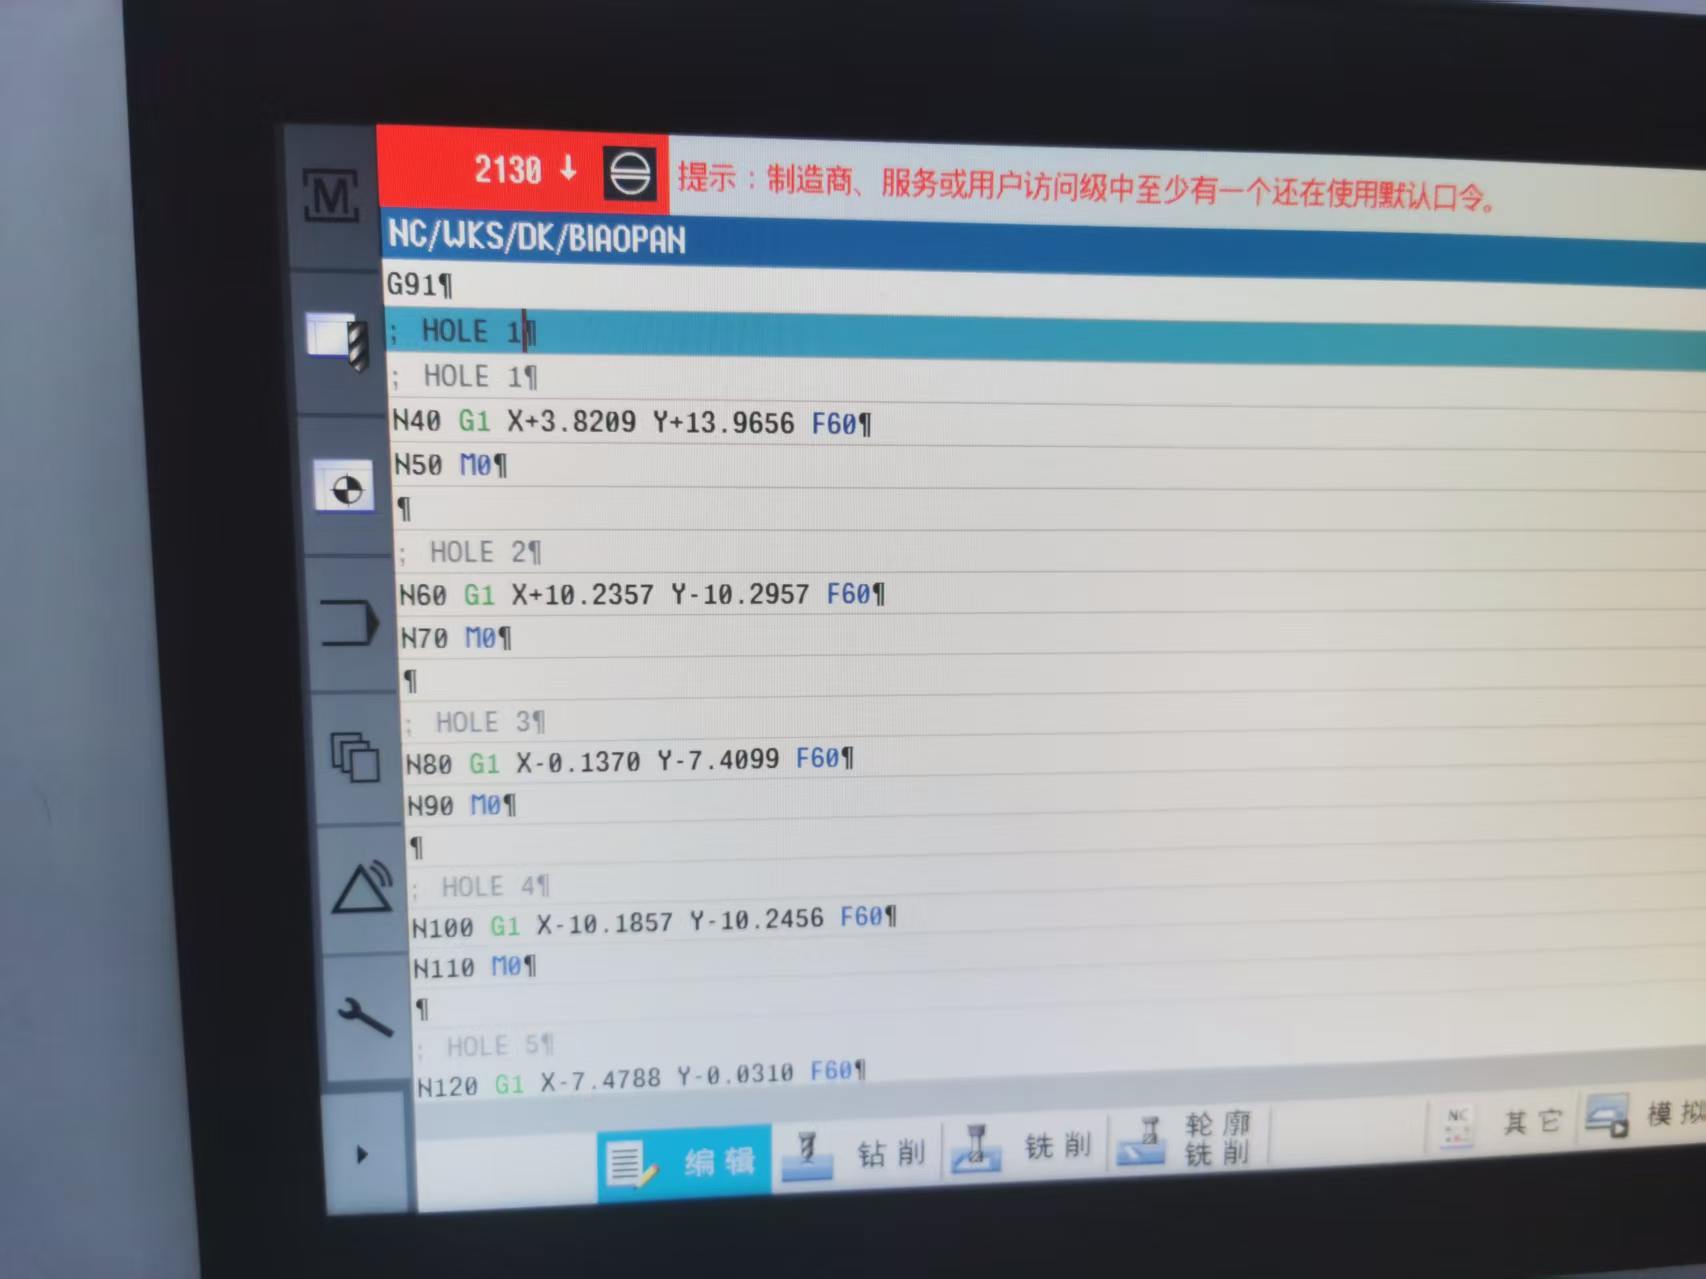 M
2130 ↓ 提示：制造商、服务或用户访问级中至少有一个还在使用默认口令。
NC/WKS/DK/BIAOPAN
G91¶
; HOLE 1¶
; HOLE 1¶
N40 G1 X+3.8209 Y+13.9656 F60¶
N50 M0¶
¶
; HOLE 2¶
N60 G1 X+10.2357 Y-10.2957 F60¶
N70 M0¶
¶
; HOLE 3¶
N80 G1 X-0.1370 Y-7.4099 F60¶
N90 M0¶
¶
; HOLE 4¶
N100 G1 X-10.1857 Y-10.2456 F60¶
N110 M0¶
¶
; HOLE 5¶
N120 G1 X-7.4788 Y-0.0310 F60¶
编辑 钻削 铣削 轮廓铣削 NC 其它 模拟